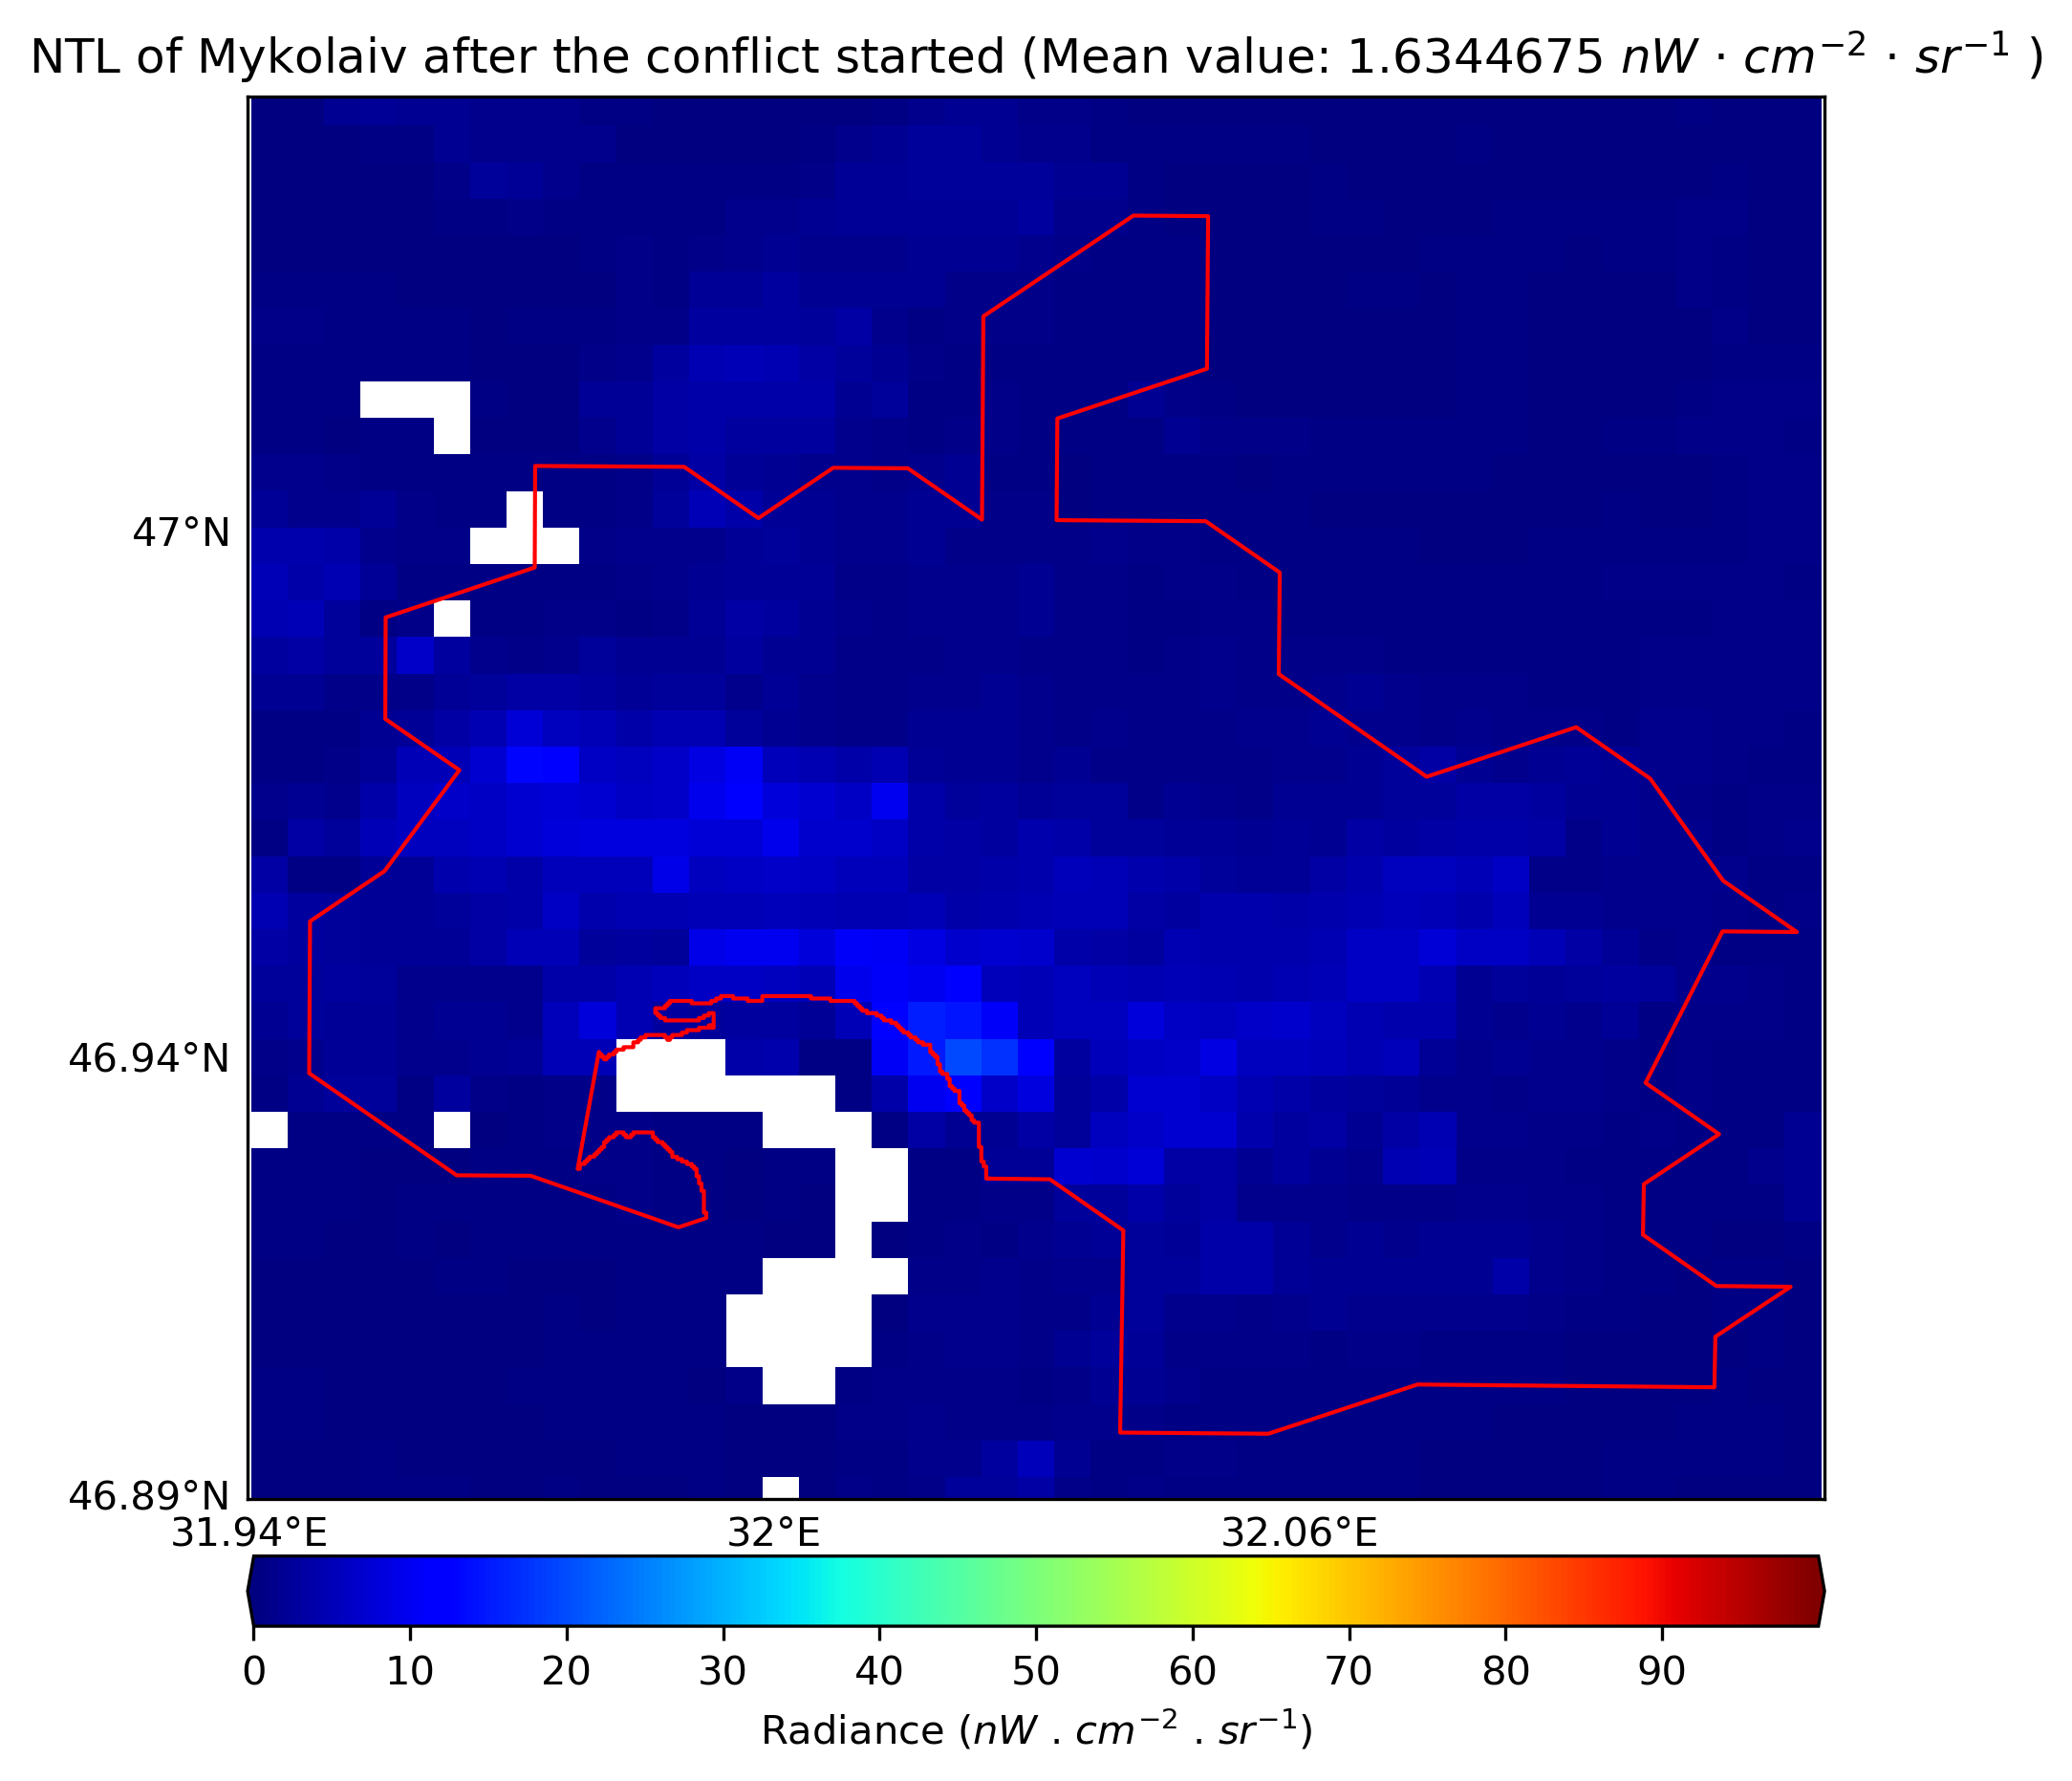 NTL of Mykolaiv after the conflict started (Mean value: 1.6344675 nW · cm⁻² · sr⁻¹ )
47°N
46.94°N
46.89°N
31.94°E 32°E 32.06°E
0 10 20 30 40 50 60 70 80 90
Radiance (nW . cm⁻² . sr⁻¹)